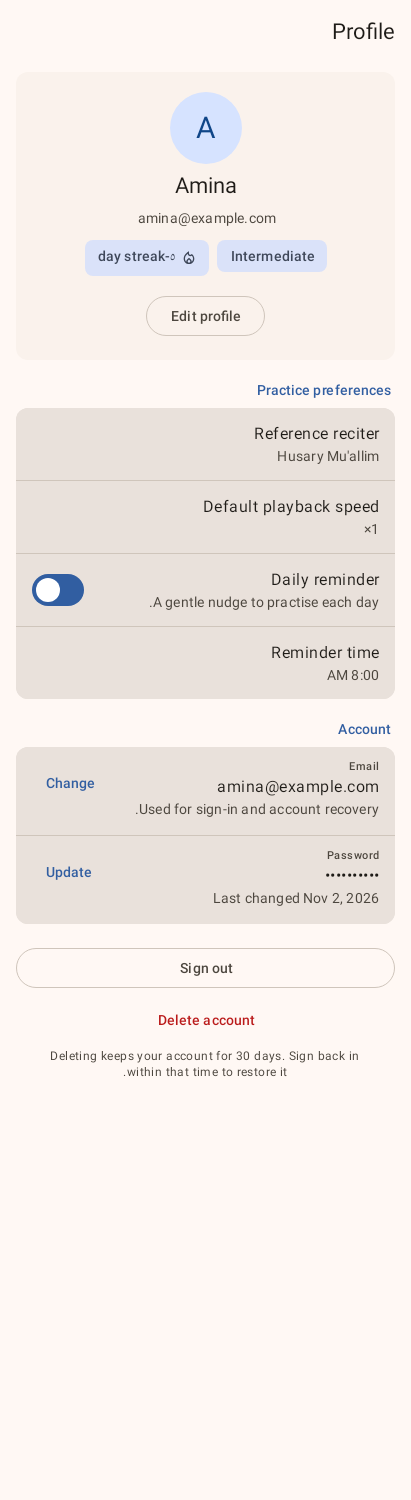 Profile
A
Amina
amina@example.com
Intermediate
day streak-٥
Edit profile
Practice preferences
Reference reciter
Husary Mu'allim
Default playback speed
×1
Daily reminder
.A gentle nudge to practise each day
Reminder time
AM 8:00
Account
Email
amina@example.com
.Used for sign-in and account recovery
Change
Password
••••••••••
Last changed Nov 2, 2026
Update
Sign out
Delete account
Deleting keeps your account for 30 days. Sign back in
.within that time to restore it